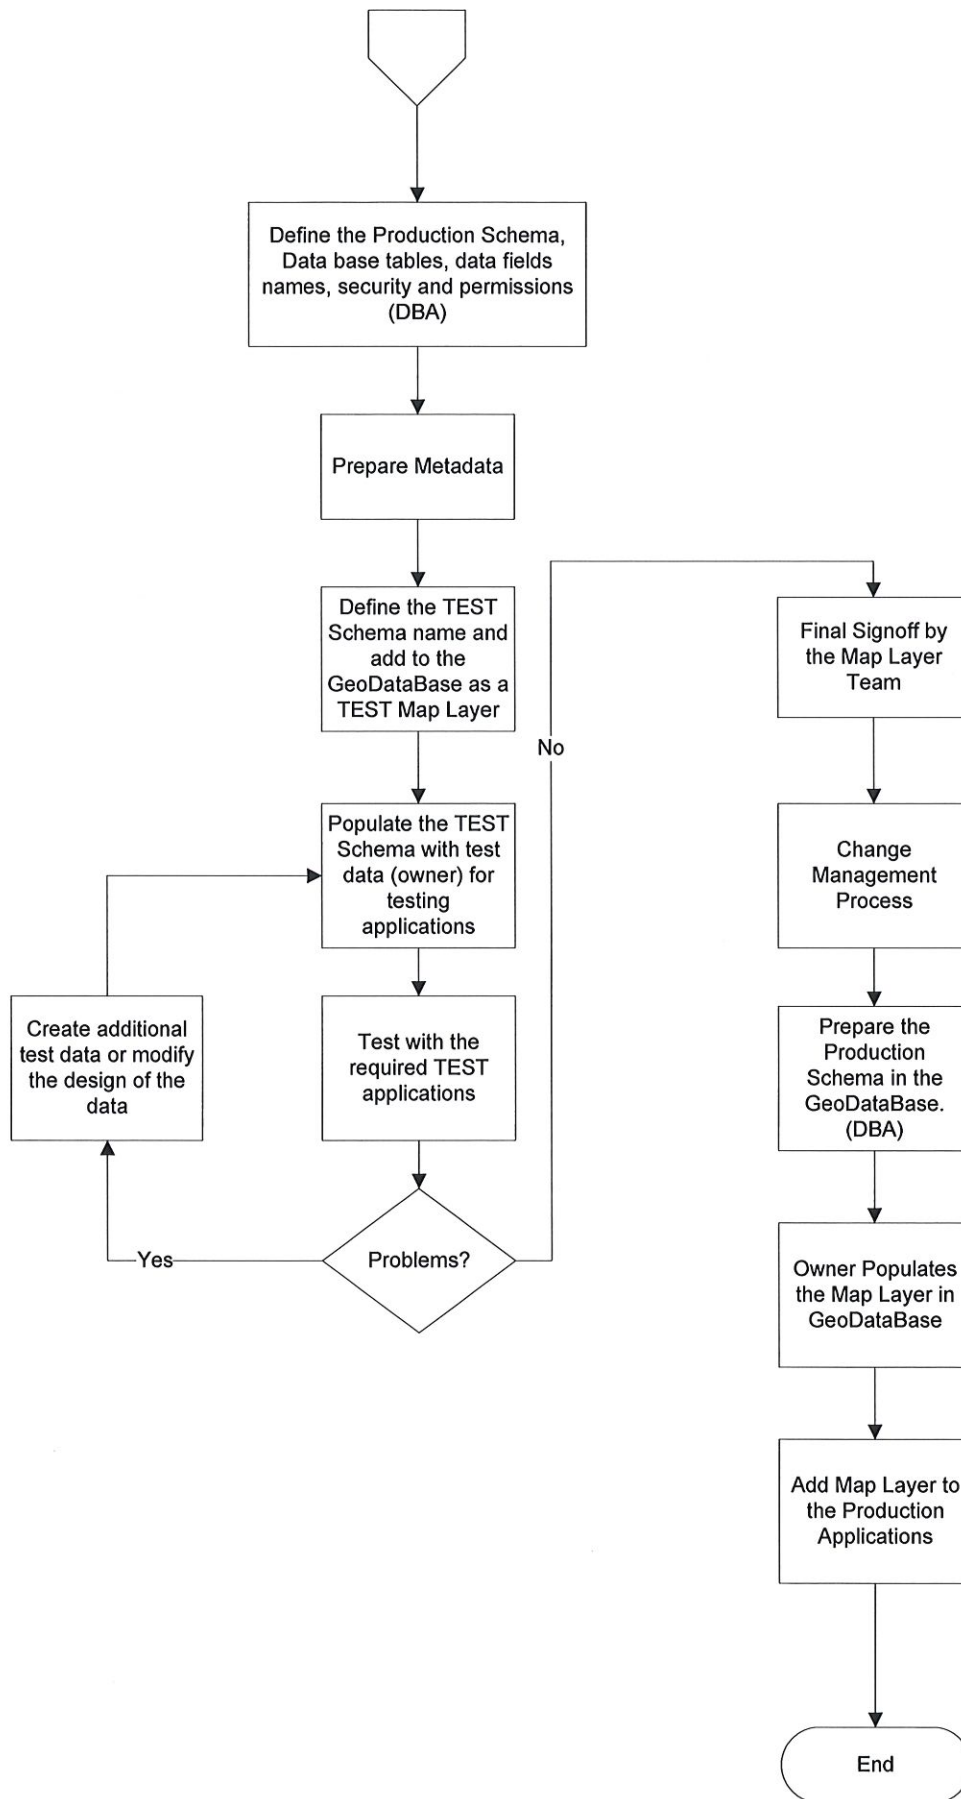 Define the Production Schema,
Data base tables, data fields
names, security and permissions
(DBA)
Prepare Metadata
Define the TEST
Schema name and
add to the
GeoDataBase as a
TEST Map Layer
Populate the TEST
Schema with test
data (owner) for
testing
applications
Create additional
test data or modify
the design of the
data
Test with the
required TEST
applications
Problems?
Yes
No
Final Signoff by
the Map Layer
Team
Change
Management
Process
Prepare the
Production
Schema in the
GeoDataBase.
(DBA)
Owner Populates
the Map Layer in
GeoDataBase
Add Map Layer to
the Production
Applications
End